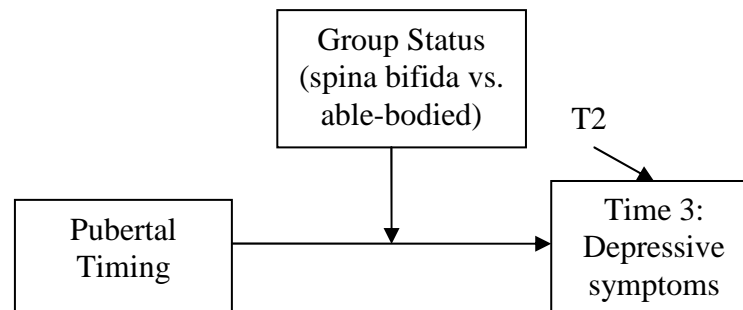 Group Status
(spina bifida vs.
able-bodied)
T2
Pubertal
Timing
Time 3:
Depressive
symptoms